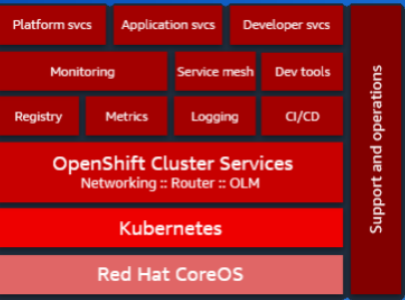 Platform svcs
Application svcs
Developer svcs
Monitoring
Service mesh
Dev tools
Registry
Metrics
Logging
CI/CD
OpenShift Cluster Services
Networking :: Router :: OLM
Kubernetes
Red Hat CoreOS
Support and operations